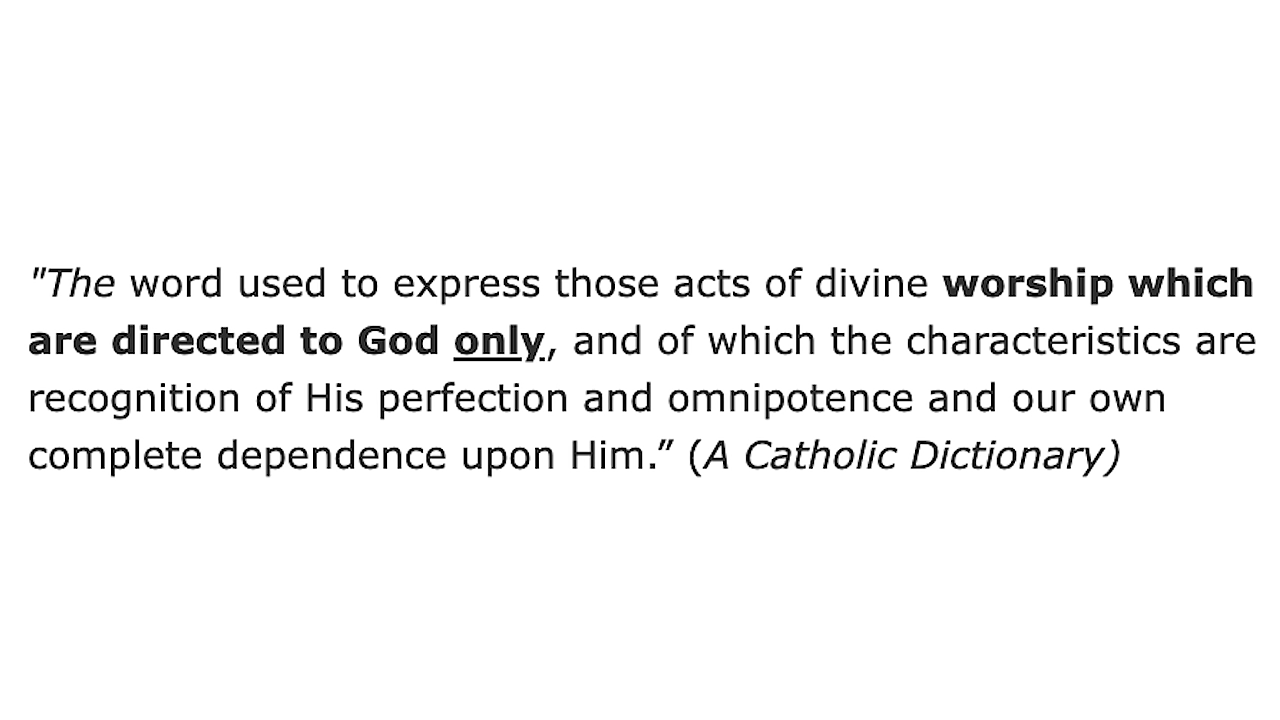 "The word used to express those acts of divine worship which
are directed to God only, and of which the characteristics are
recognition of His perfection and omnipotence and our own
complete dependence upon Him.” (A Catholic Dictionary)